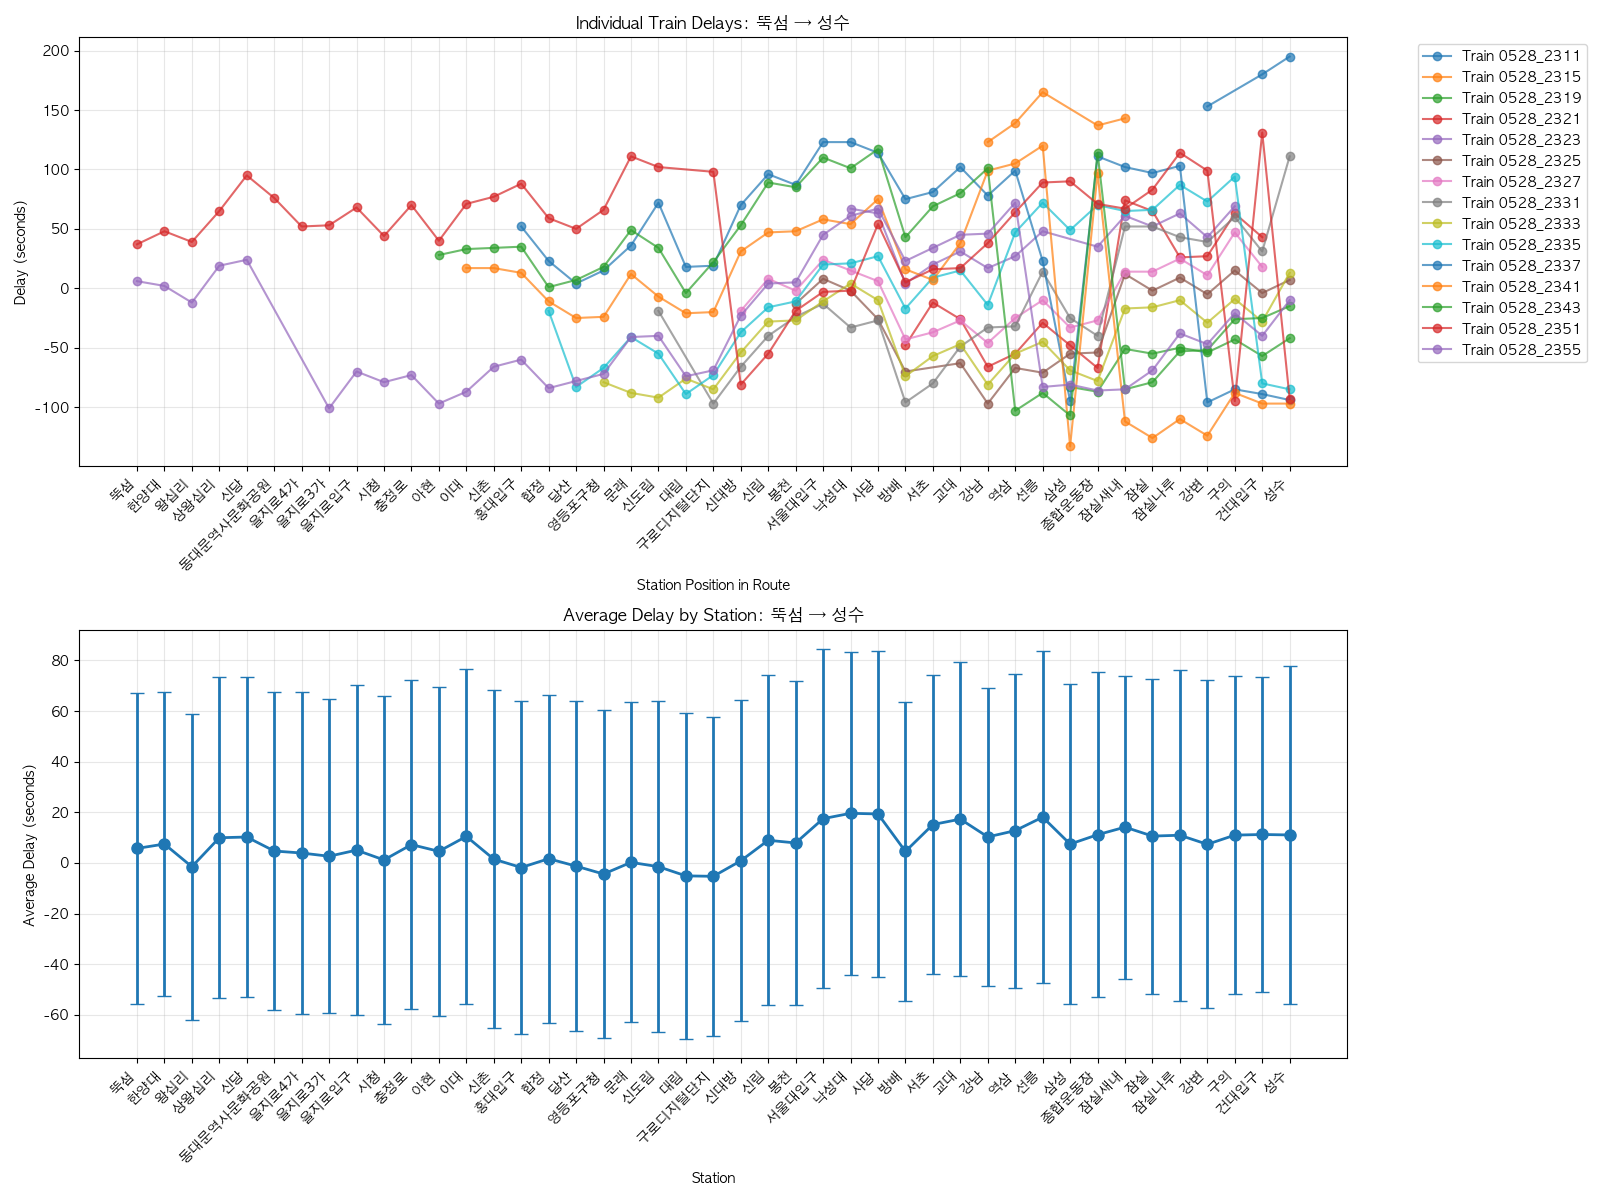 Individual Train Delays: 뚝섬 → 성수
Delay (seconds)
200
150
100
50
0
-50
-100
뚝섬
한양대
왕십리
상왕십리
신당
동대문역사문화공원
을지로4가
을지로3가
을지로입구
시청
충정로
아현
이대
신촌
홍대입구
합정
당산
영등포구청
문래
신도림
대림
구로디지털단지
신대방
신림
봉천
서울대입구
낙성대
사당
방배
서초
교대
강남
역삼
선릉
삼성
종합운동장
잠실새내
잠실
잠실나루
강변
구의
건대입구
성수
Station Position in Route
Train 0528_2311
Train 0528_2315
Train 0528_2319
Train 0528_2321
Train 0528_2323
Train 0528_2325
Train 0528_2327
Train 0528_2331
Train 0528_2333
Train 0528_2335
Train 0528_2337
Train 0528_2341
Train 0528_2343
Train 0528_2351
Train 0528_2355
Average Delay by Station: 뚝섬 → 성수
Average Delay (seconds)
80
60
40
20
0
-20
-40
-60
뚝섬
한양대
왕십리
상왕십리
신당
동대문역사문화공원
을지로4가
을지로3가
을지로입구
시청
충정로
아현
이대
신촌
홍대입구
합정
당산
영등포구청
문래
신도림
대림
구로디지털단지
신대방
신림
봉천
서울대입구
낙성대
사당
방배
서초
교대
강남
역삼
선릉
삼성
종합운동장
잠실새내
잠실
잠실나루
강변
구의
건대입구
성수
Station